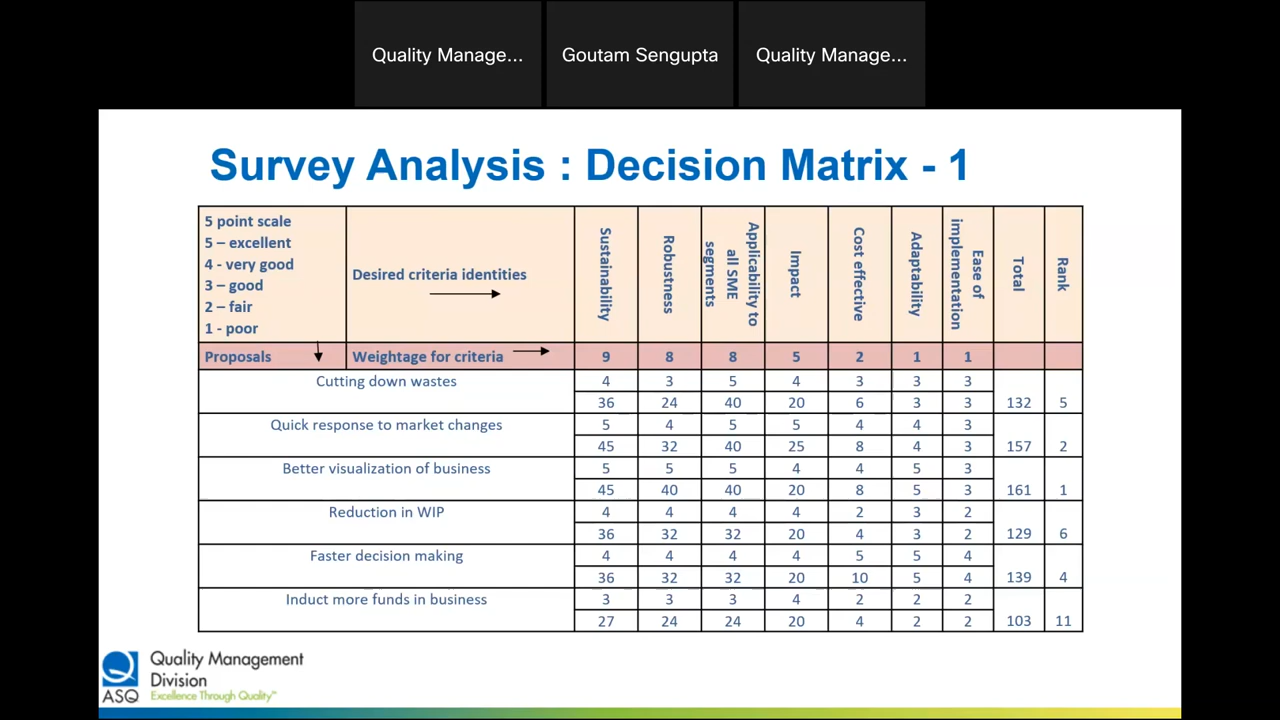 Quality Manage...
Goutam Sengupta
Quality Manage...
Survey Analysis : Decision Matrix - 1
5 point scale
5 – excellent
4 - very good
3 – good
2 – fair
1 - poor
Desired criteria identities
Sustainability
Robustness
Applicability to
all SME
segments
Impact
Cost effective
Adaptability
Ease of
implementation
Total
Rank
Proposals Weightage for criteria 9 8 8 5 2 1 1
Cutting down wastes 4 3 5 4 3 3 3
36 24 40 20 6 3 3 132 5
Quick response to market changes 5 4 5 5 4 4 3
45 32 40 25 8 4 3 157 2
Better visualization of business 5 5 5 4 4 5 3
45 40 40 20 8 5 3 161 1
Reduction in WIP 4 4 4 4 2 3 2
36 32 32 20 4 3 2 129 6
Faster decision making 4 4 4 4 5 5 4
36 32 32 20 10 5 4 139 4
Induct more funds in business 3 3 3 4 2 2 2
27 24 24 20 4 2 2 103 11
Quality Management
Division
Excellence Through Quality™
ASQ